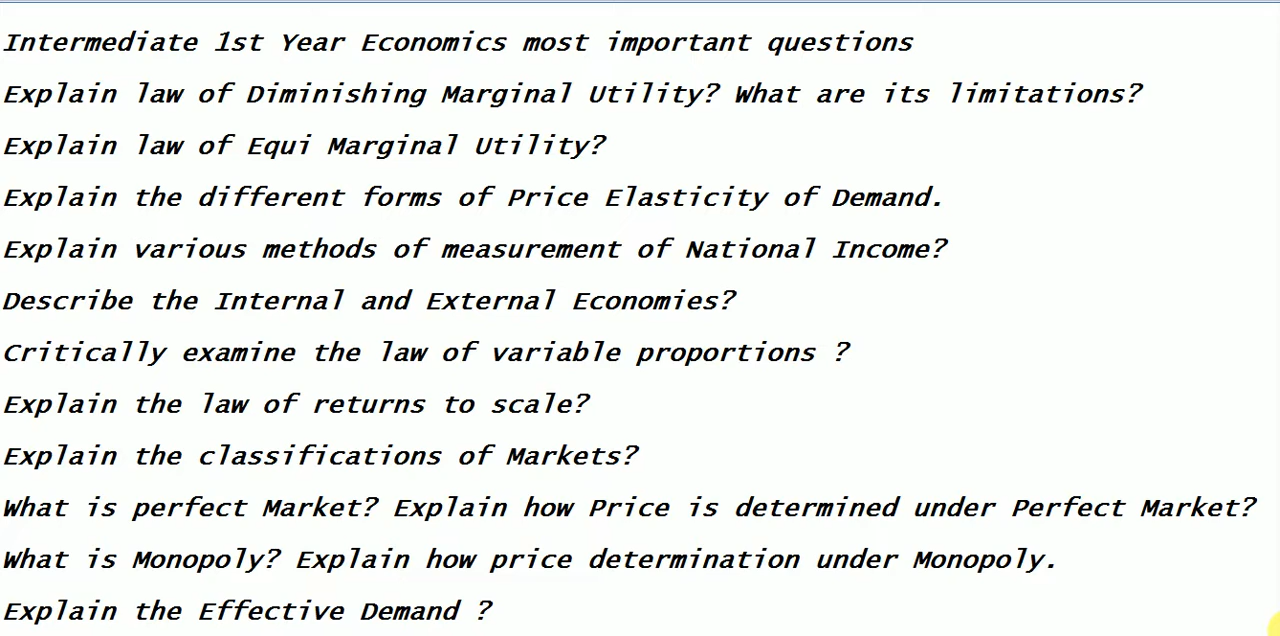 Intermediate 1st Year Economics most important questions
Explain law of Diminishing Marginal Utility? What are its limitations?
Explain law of Equi Marginal Utility?
Explain the different forms of Price Elasticity of Demand.
Explain various methods of measurement of National Income?
Describe the Internal and External Economies?
Critically examine the law of variable proportions ?
Explain the law of returns to scale?
Explain the classifications of Markets?
What is perfect Market? Explain how Price is determined under Perfect Market?
What is Monopoly? Explain how price determination under Monopoly.
Explain the Effective Demand ?